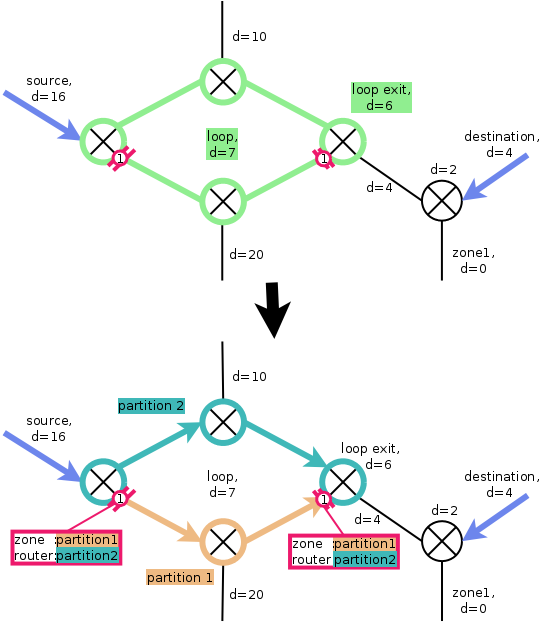 d=10
source,
d=16
loop exit,
d=6
loop,
d=7
1
1
destination,
d=4
d=2
d=4
d=20
zone1,
d=0
d=10
partition 2
source,
d=16
loop exit,
d=6
loop,
d=7
destination,
d=4
1
1
d=2
d=4
zone :partition1
router:partition2
zone :partition1
router:partition2
partition 1
d=20
zone1,
d=0